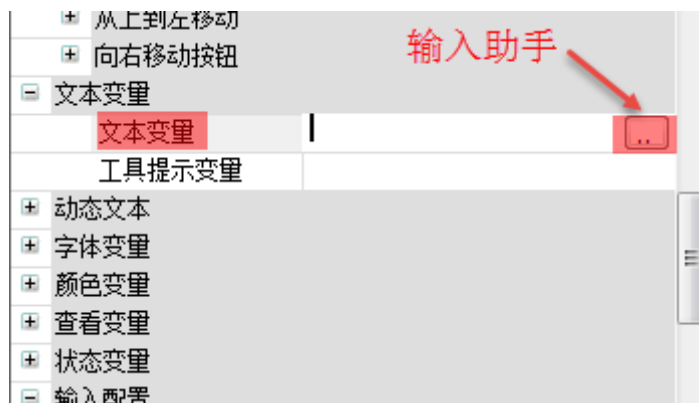 从上到左移动
向右移动按钮
输入助手
文本变量
文本变量
..
工具提示变量
动态文本
字体变量
颜色变量
查看变量
状态变量
输入配置